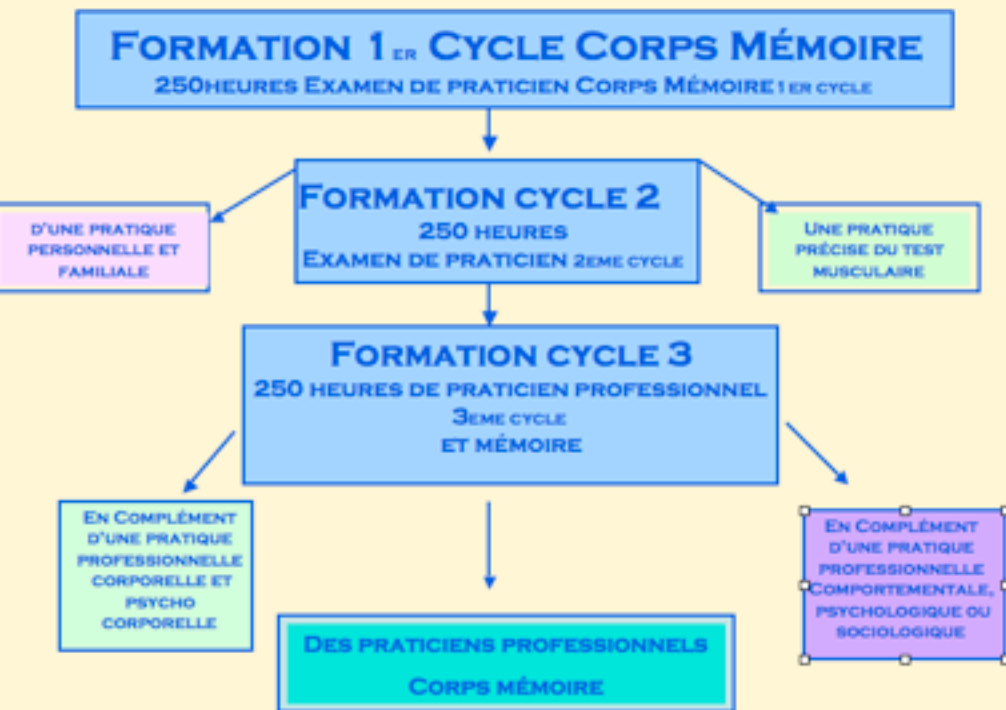 FORMATION 1ER CYCLE CORPS MÉMOIRE
250HEURES EXAMEN DE PRATICIEN CORPS MÉMOIRE 1ER CYCLE
FORMATION CYCLE 2
250 HEURES
EXAMEN DE PRATICIEN 2EME CYCLE
D'UNE PRATIQUE
PERSONNELLE ET
FAMILIALE
UNE PRATIQUE
PRÉCISE DU TEST
MUSCULAIRE
FORMATION CYCLE 3
250 HEURES DE PRATICIEN PROFESSIONNEL
3EME CYCLE
ET MÉMOIRE
EN COMPLÉMENT
D'UNE PRATIQUE
PROFESSIONNELLE
CORPORELLE ET
PSYCHO
CORPORELLE
EN COMPLÉMENT
D'UNE PRATIQUE
PROFESSIONNELLE
COMPORTEMENTALE,
PSYCHOLOGIQUE OU
SOCIOLOGIQUE
DES PRATICIENS PROFESSIONNELS
CORPS MÉMOIRE